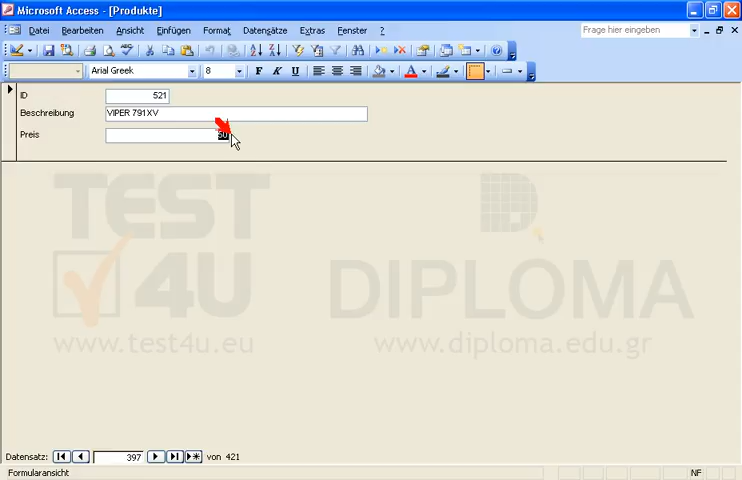 Microsoft Access - [Produkte]
Datei Bearbeiten Ansicht Einfügen Format Datensätze Extras Fenster ? Frage hier eingeben
Arial Greek 8 F K U
ID 521
Beschreibung VIPER 791XV
Preis
TEST 4U
D
DIPLOMA
www.test4u.eu www.diploma.edu.gr
Datensatz: 397 von 421
Formularansicht NF